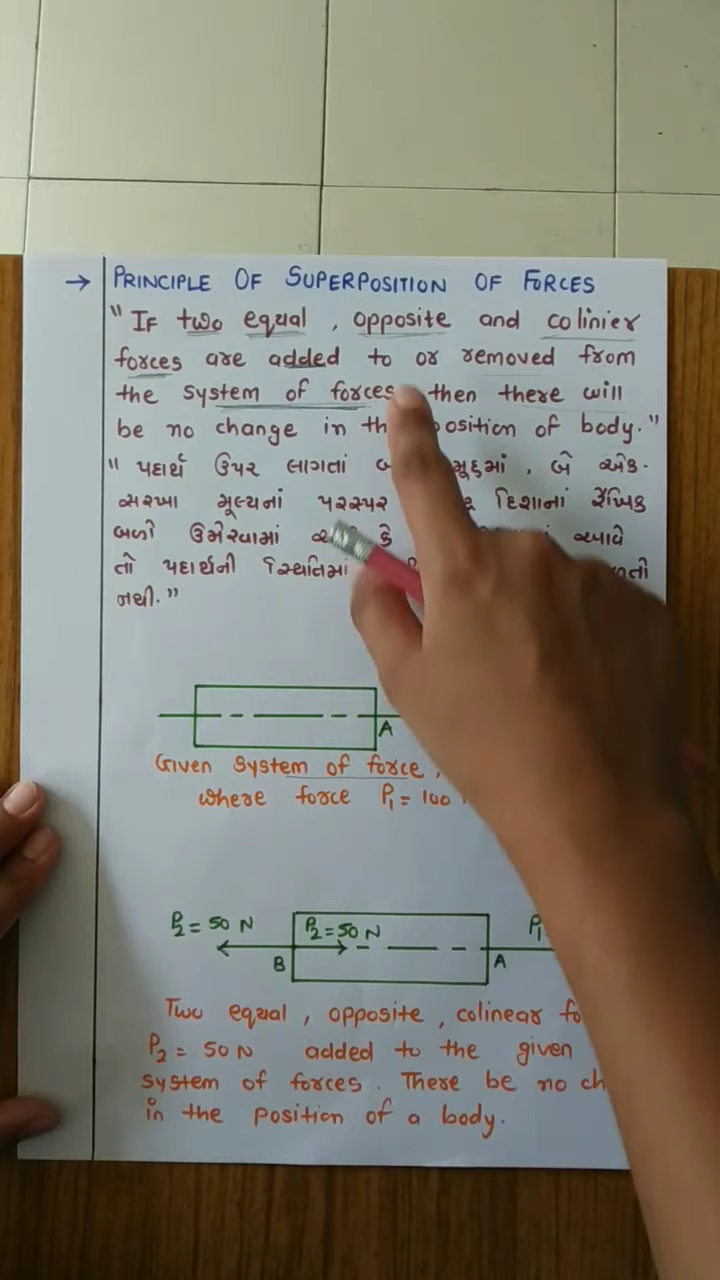 → PRINCIPLE OF SUPERPOSITION OF FORCES
" IF two equal , opposite and colinier
forces are added to or removed from
the system of forces then there will
be no change in position of body. "
" પદાર્થ ઉપર લાગતાં , બે એક-
સરખા મૂલ્યનાં પરસ્પર દિશાનાં રૈખિક
બળો ઉમેરવામાં કે આવે
તો પદાર્થની સ્થિતિમાં
નથી. "
A
Given system of force ,
where force P₁ = 100
P₂ = 50 N P₂ = 50 N P₁
B A
Two equal , opposite , colinear
P₂ = 50 N added to the given
system of forces . There be no
in the position of a body.